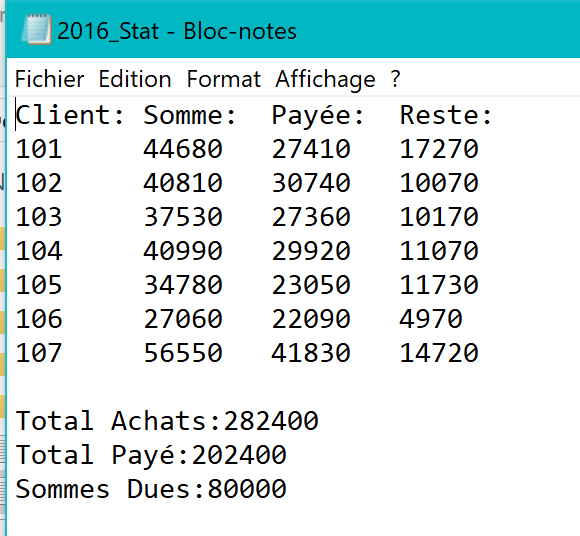 2016_Stat - Bloc-notes
Fichier Edition Format Affichage ?
Client: Somme: Payée: Reste:
101 44680 27410 17270
102 40810 30740 10070
103 37530 27360 10170
104 40990 29920 11070
105 34780 23050 11730
106 27060 22090 4970
107 56550 41830 14720
Total Achats:282400
Total Payé:202400
Sommes Dues:80000